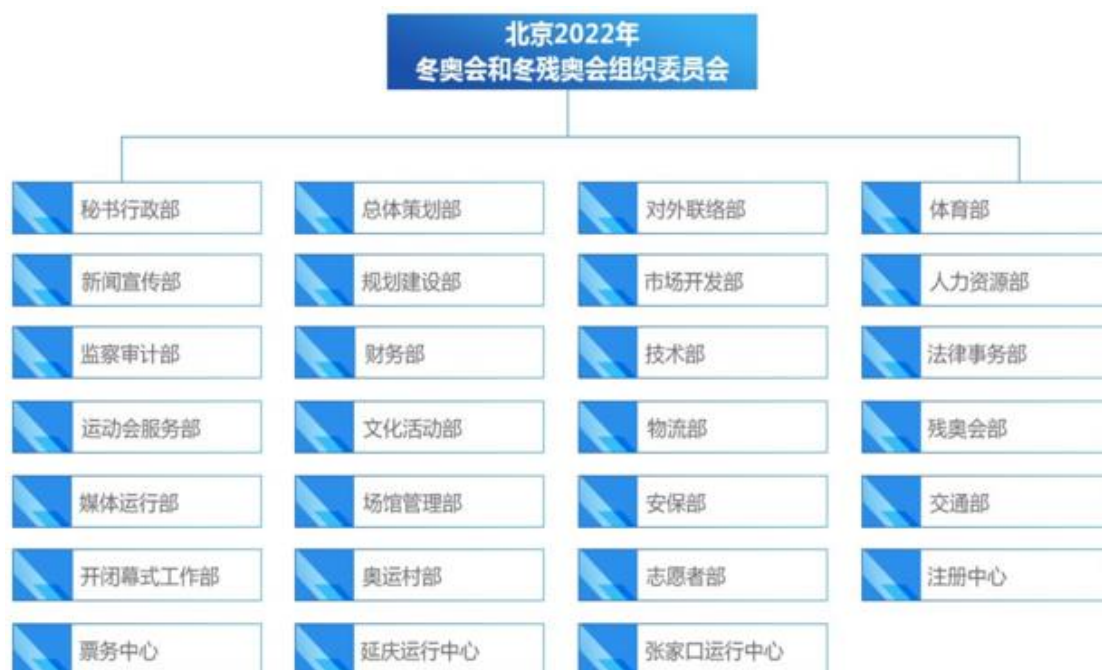 北京2022年
冬奥会和冬残奥会组织委员会
秘书行政部
总体策划部
对外联络部
体育部
新闻宣传部
规划建设部
市场开发部
人力资源部
监察审计部
财务部
技术部
法律事务部
运动会服务部
文化活动部
物流部
残奥会部
媒体运行部
场馆管理部
安保部
交通部
开闭幕式工作部
奥运村部
志愿者部
注册中心
票务中心
延庆运行中心
张家口运行中心